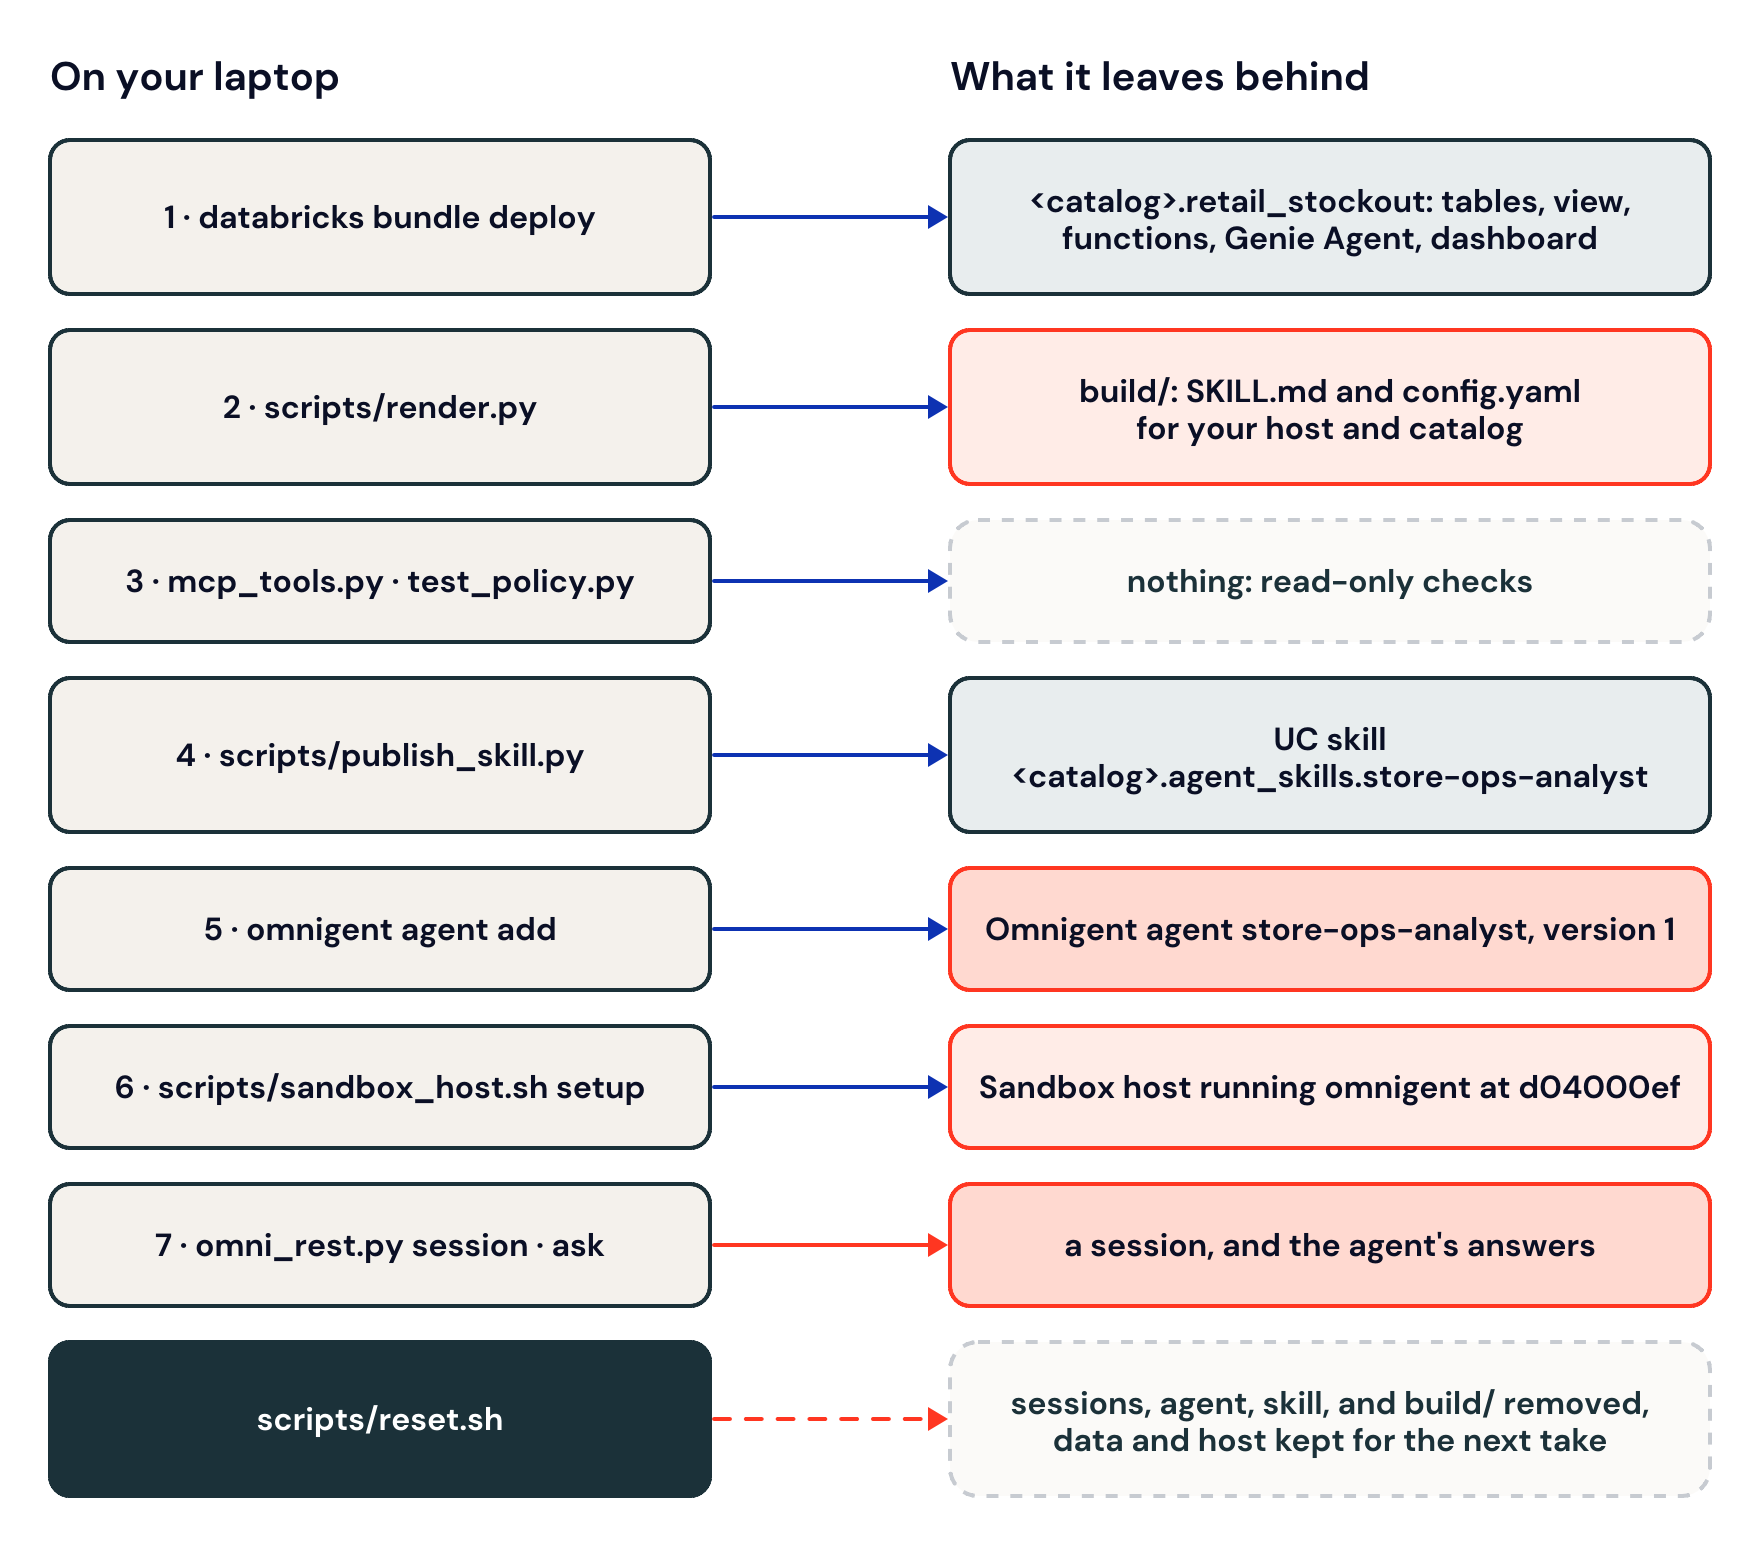 On your laptop
What it leaves behind
1 · databricks bundle deploy
<catalog>.retail_stockout: tables, view,
functions, Genie Agent, dashboard
2 · scripts/render.py
build/: SKILL.md and config.yaml
for your host and catalog
3 · mcp_tools.py · test_policy.py
nothing: read-only checks
4 · scripts/publish_skill.py
UC skill
<catalog>.agent_skills.store-ops-analyst
5 · omnigent agent add
Omnigent agent store-ops-analyst, version 1
6 · scripts/sandbox_host.sh setup
Sandbox host running omnigent at d04000ef
7 · omni_rest.py session · ask
a session, and the agent's answers
scripts/reset.sh
sessions, agent, skill, and build/ removed,
data and host kept for the next take